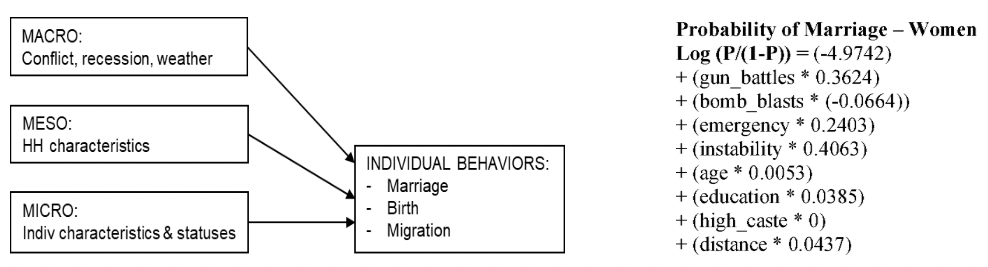 MACRO:
Conflict, recession, weather
MESO:
HH characteristics
MICRO:
Indiv characteristics & statuses
INDIVIDUAL BEHAVIORS:
- Marriage
- Birth
- Migration
Probability of Marriage – Women
Log (P/(1-P)) = (-4.9742)
+ (gun_battles * 0.3624)
+ (bomb_blasts * (-0.0664))
+ (emergency * 0.2403)
+ (instability * 0.4063)
+ (age * 0.0053)
+ (education * 0.0385)
+ (high_caste * 0)
+ (distance * 0.0437)